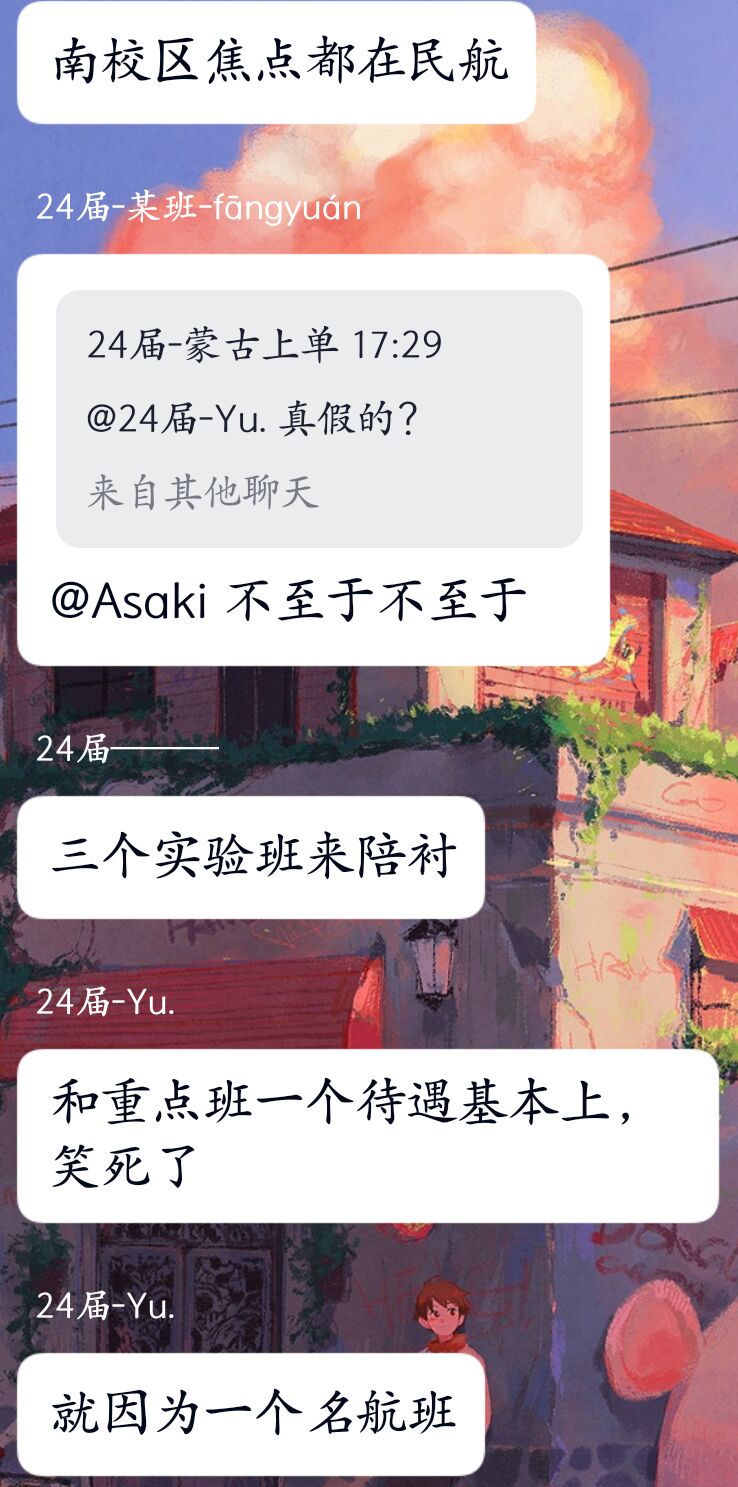 南校区焦点都在民航
24届-某班-fāngyuán
24届-蒙古上单 17:29
@24届-Yu. 真假的？
来自其他聊天
@Asaki 不至于不至于
24届————
三个实验班来陪衬
24届-Yu.
和重点班一个待遇基本上，
笑死了
24届-Yu.
就因为一个名航班